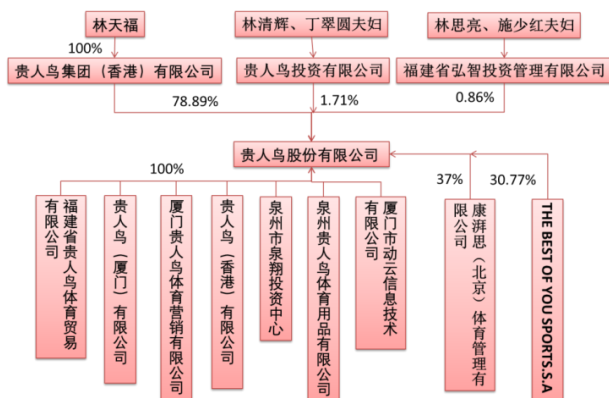 林天福
林清辉、丁翠圆夫妇
林思亮、施少红夫妇
100%
贵人鸟集团（香港）有限公司
贵人鸟投资有限公司
福建省弘智投资管理有限公司
78.89%
1.71%
0.86%
贵人鸟股份有限公司
100%
37%
30.77%
福建省贵人鸟体育贸易
有限公司
贵人鸟（厦门）有限公司
厦门贵人鸟体育营销有限公司
贵人鸟（香港）有限公司
泉州市泉翔投资中心
泉州贵人鸟体育用品有限公司
厦门市动云信息技术
有限公司
康湃思（北京）体育管理有
限公司
THE BEST OF YOU SPORTS.S.A